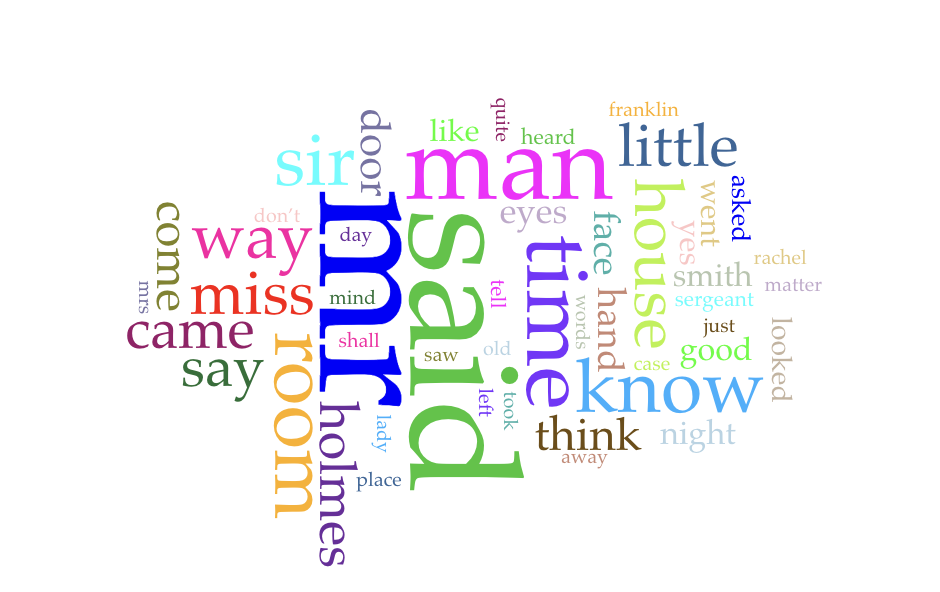 franklin
quite
like
heard
door
little
man
sir
asked
went
eyes
house
come
don't
way
face
yes
day
said
mr
time
rachel
smith
matter
mrs
miss
mind
tell
sergeant
words
hand
came
shall
just
looked
saw
old
good
case
say
room
know
left
took
holmes
lady
think
night
away
place